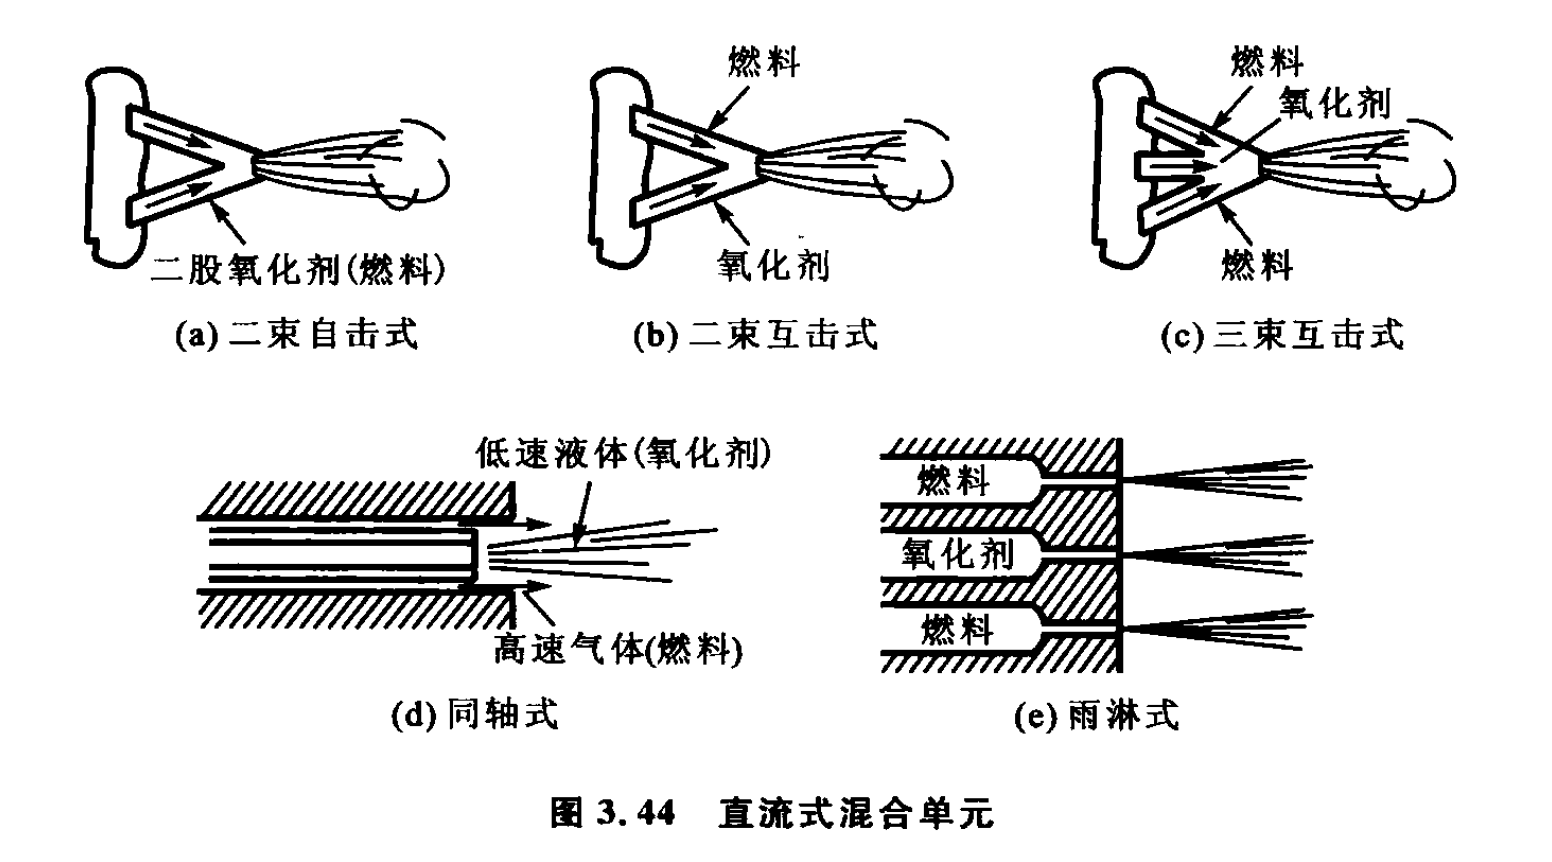 燃料
燃料
氧化剂
二股氧化剂(燃料)
氧化剂
燃料
(a)二束自击式
(b)二束互击式
(c)三束互击式
低速液体(氧化剂)
燃料
氧化剂
燃料
高速气体(燃料)
(d)同轴式
(e)雨淋式
图 3.44 直流式混合单元